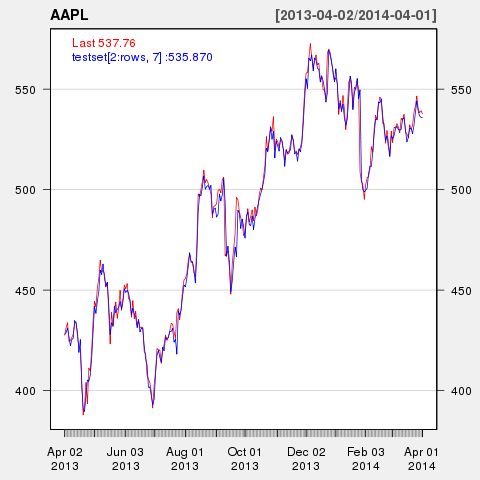 AAPL [2013-04-02/2014-04-01]
Last 537.76
testset[2:rows, 7] :535.870
550 550
500 500
450 450
400 400
Apr 02 Jun 03 Aug 01 Oct 01 Dec 02 Feb 03 Apr 01
2013 2013 2013 2013 2013 2014 2014